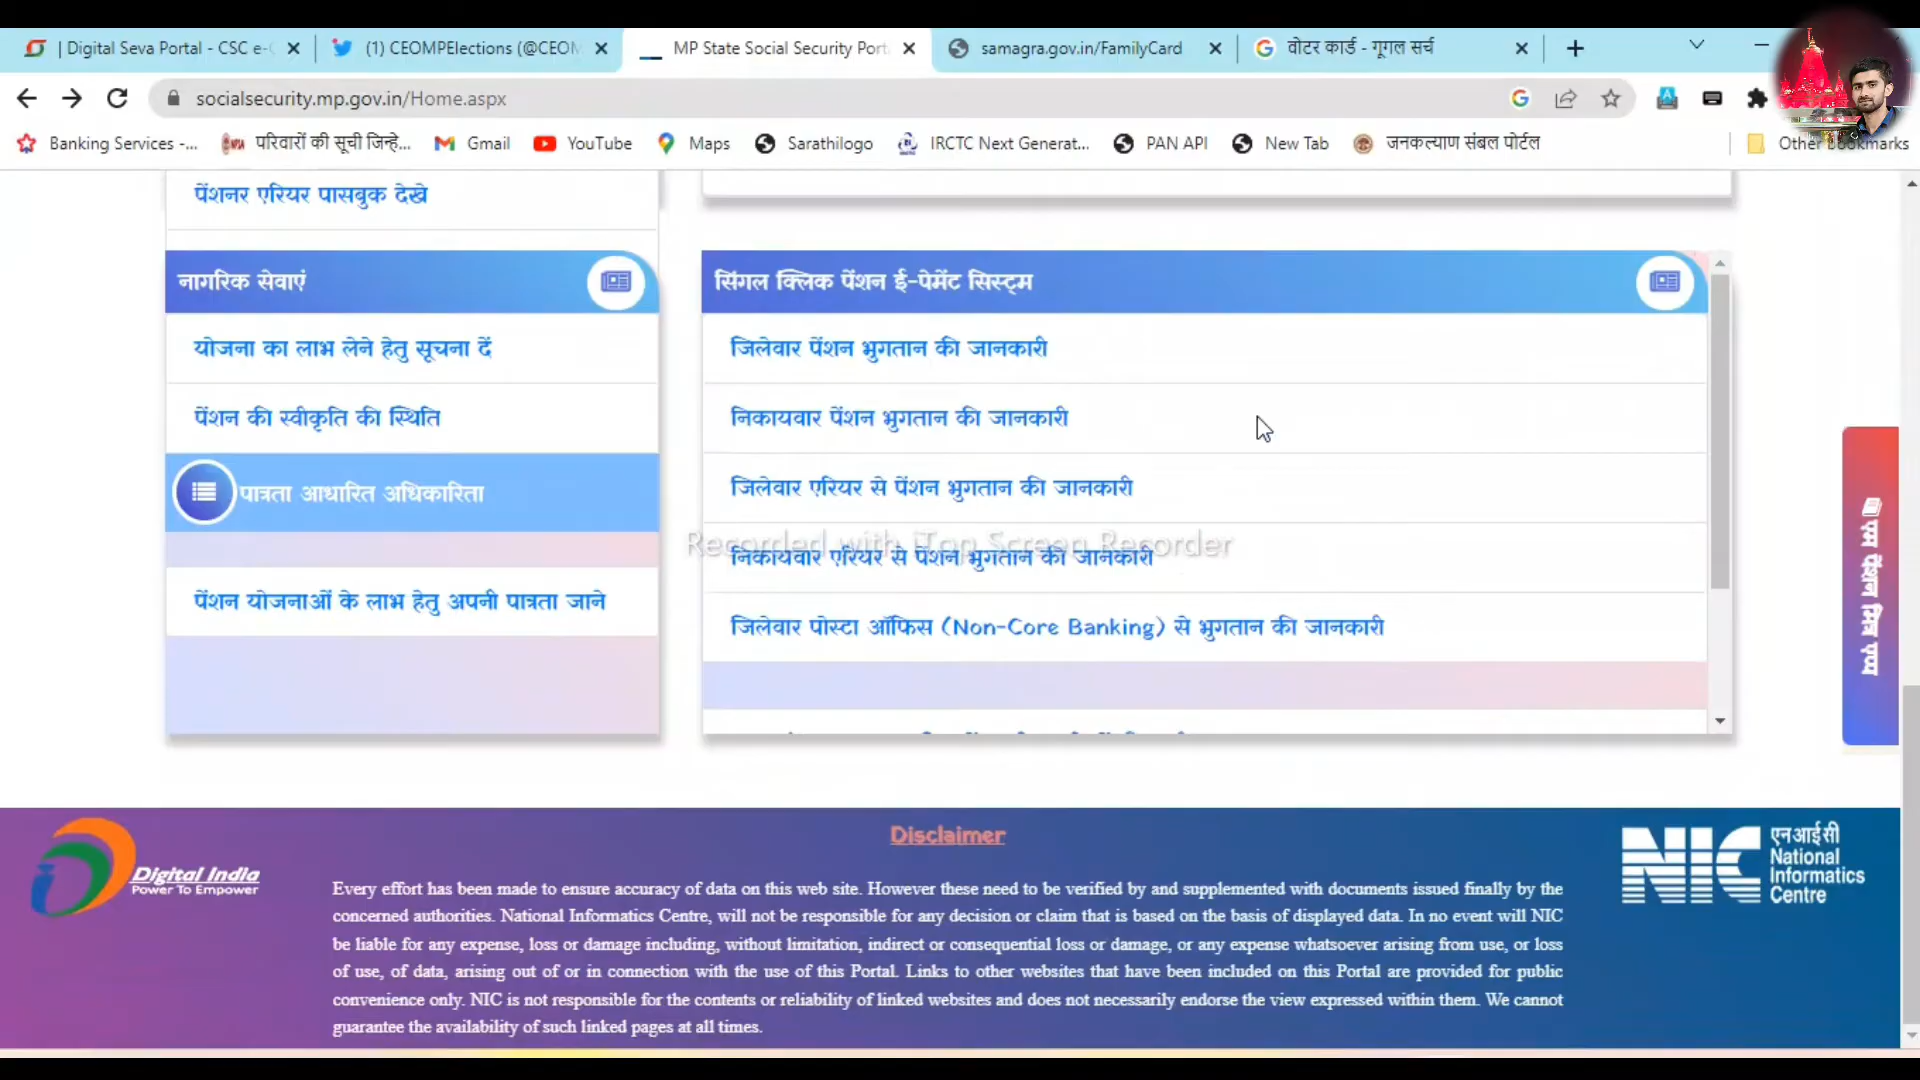 | Digital Seva Portal - CSC e-
(1) CEOMPElections (@CEOM
MP State Social Security Port
samagra.gov.in/FamilyCard
वोटर कार्ड - गूगल सर्च
socialsecurity.mp.gov.in/Home.aspx
Banking Services -...
परिवारों की सूची जिन्हे...
Gmail
YouTube
Maps
Sarathilogo
IRCTC Next Generat...
PAN API
New Tab
जनकल्याण संबल पोर्टल
Other Bookmarks
पेंशनर एरियर पासबुक देखे
नागरिक सेवाएं
योजना का लाभ लेने हेतु सूचना दें
पेंशन की स्वीकृति की स्थिति
पात्रता आधारित अधिकारिता
पेंशन योजनाओं के लाभ हेतु अपनी पात्रता जाने
सिंगल क्लिक पेंशन ई-पेमेंट सिस्ट्म
जिलेवार पेंशन भुगतान की जानकारी
निकायवार पेंशन भुगतान की जानकारी
जिलेवार एरियर से पेंशन भुगतान की जानकारी
Recorded with iTop Screen Recorder
निकायवार एरियर से पेंशन भुगतान की जानकारी
जिलेवार पोस्टा ऑफिस (Non-Core Banking) से भुगतान की जानकारी
Digital India
Power To Empower
Disclaimer
Every effort has been made to ensure accuracy of data on this web site. However these need to be verified by and supplemented with documents issued finally by the
concerned authorities. National Informatics Centre, will not be responsible for any decision or claim that is based on the basis of displayed data. In no event will NIC
be liable for any expense, loss or damage including, without limitation, indirect or consequential loss or damage, or any expense whatsoever arising from use, or loss
of use, of data, arising out of or in connection with the use of this Portal. Links to other websites that have been included on this Portal are provided for public
convenience only. NIC is not responsible for the contents or reliability of linked websites and does not necessarily endorse the view expressed within them. We cannot
guarantee the availability of such linked pages at all times.
NIC
एनआईसी
National
Informatics
Centre